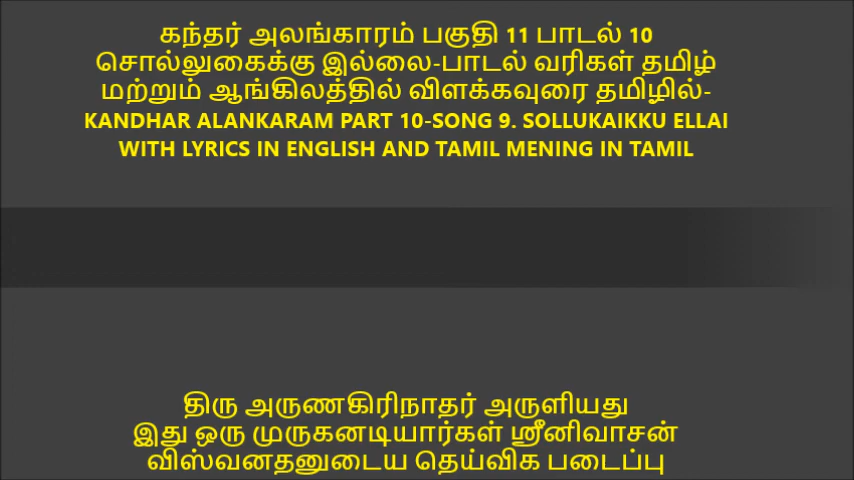 கந்தர் அலங்காரம் பகுதி 11 பாடல் 10
சொல்லுகைக்கு இல்லை-பாடல் வரிகள் தமிழ்
மற்றும் ஆங்கிலத்தில் விளக்கவுரை தமிழில்-
KANDHAR ALANKARAM PART 10-SONG 9. SOLLUKAIKKU ELLAI
WITH LYRICS IN ENGLISH AND TAMIL MENING IN TAMIL
திரு அருணகிரிநாதர் அருளியது
இது ஒரு முருகனடியார்கள் ஸ்ரீனிவாசன்
விஸ்வனதனுடைய தெய்விக படைப்பு